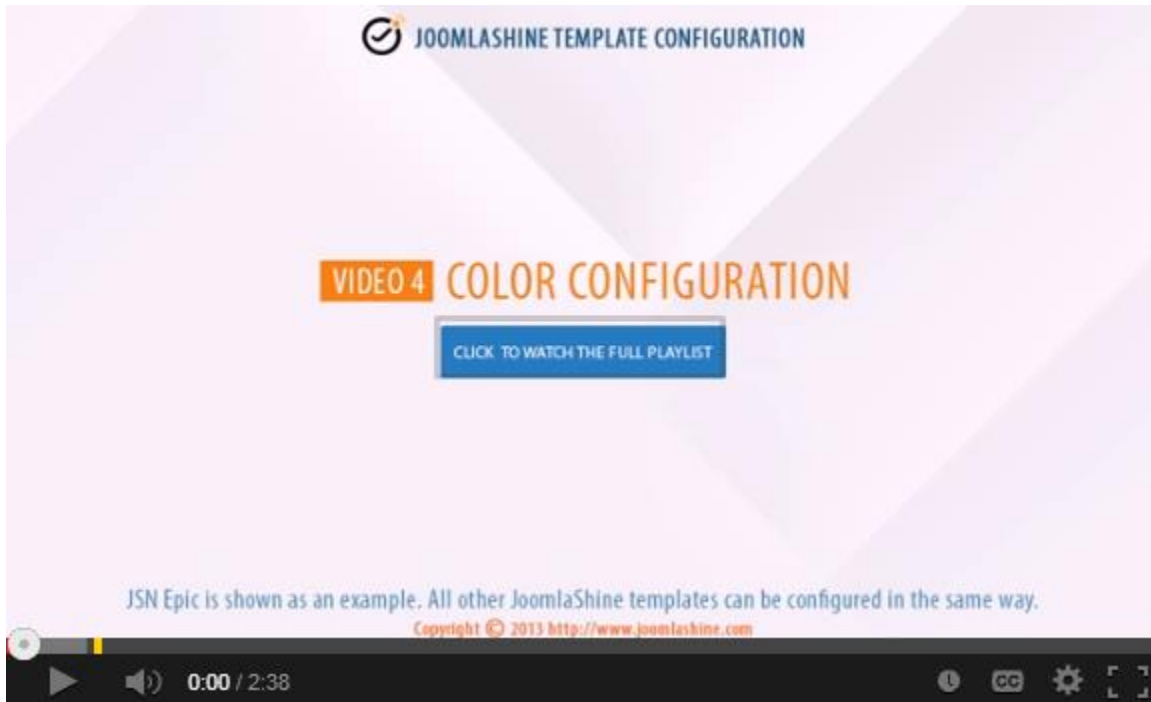 JOOMLASHINE TEMPLATE CONFIGURATION
VIDEO 4 COLOR CONFIGURATION
CLICK TO WATCH THE FULL PLAYLIST
JSN Epic is shown as an example. All other JoomlaShine templates can be configured in the same way.
Copyright © 2013 http://www.joomlashine.com
0:00 / 2:38
CC